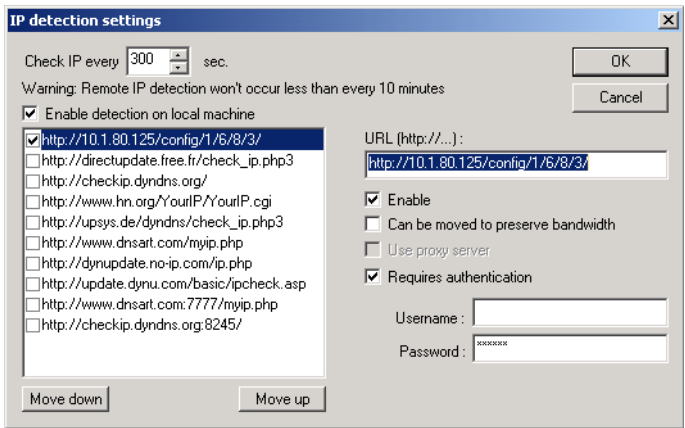 IP detection settings
Check IP every 300 sec.
OK
Warning: Remote IP detection won't occur less than every 10 minutes
Cancel
Enable detection on local machine
http://10.1.80.125/config/1/6/8/3/
http://directupdate.free.fr/check_ip.php3
http://checkip.dyndns.org/
http://www.hn.org/YourIP/YourIP.cgi
http://upsys.de/dyndns/check_ip.php3
http://www.dnsart.com/myip.php
http://dynupdate.no-ip.com/ip.php
http://update.dynu.com/basic/ipcheck.asp
http://www.dnsart.com:7777/myip.php
http://checkip.dyndns.org:8245/
Move down
Move up
URL (http://...) :
http://10.1.80.125/config/1/6/8/3/
Enable
Can be moved to preserve bandwidth
Use proxy server
Requires authentication
Username :
Password : ******